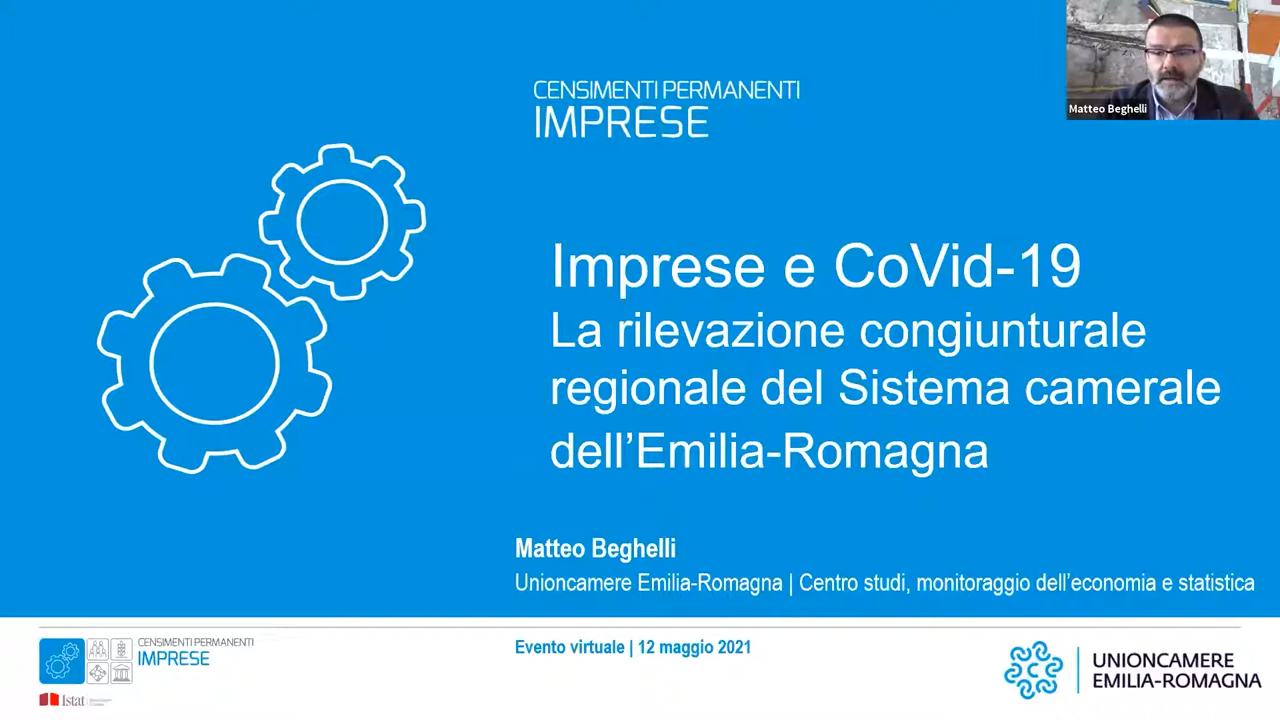 CENSIMENTI PERMANENTI
IMPRESE
Matteo Beghelli
Imprese e CoVid-19
La rilevazione congiunturale
regionale del Sistema camerale
dell’Emilia-Romagna
Matteo Beghelli
Unioncamere Emilia-Romagna | Centro studi, monitoraggio dell’economia e statistica
CENSIMENTI PERMANENTI
IMPRESE
Istat
Evento virtuale | 12 maggio 2021
UNIONCAMERE
EMILIA-ROMAGNA